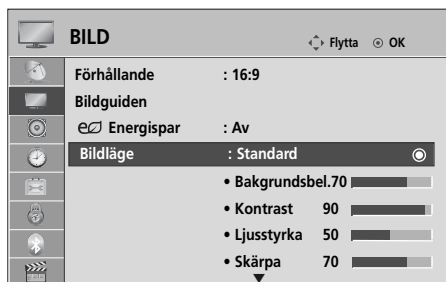 BILD Flytta OK
Förhållande : 16:9
Bildguiden
Energispar : Av
Bildläge : Standard
• Bakgrundsbel.70
• Kontrast 90
• Ljusstyrka 50
• Skärpa 70